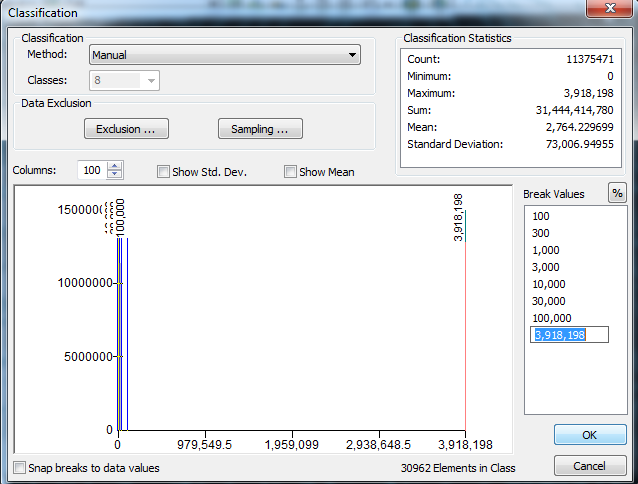 Classification
Classification
Method: Manual
Classes: 8
Data Exclusion
Exclusion ...
Sampling ...
Classification Statistics
Count: 11375471
Minimum: 0
Maximum: 3,918,198
Sum: 31,444,414,780
Mean: 2,764.229699
Standard Deviation: 73,006.94955
Columns: 100
Show Std. Dev.
Show Mean
Break Values
%
100
300
1,000
3,000
10,000
30,000
100,000
3,918,198
100,000
3,918,198
10000000
5000000
0
0
979,549.5
1,959,099
2,938,648.5
3,918,198
OK
Cancel
Snap breaks to data values
30962 Elements in Class